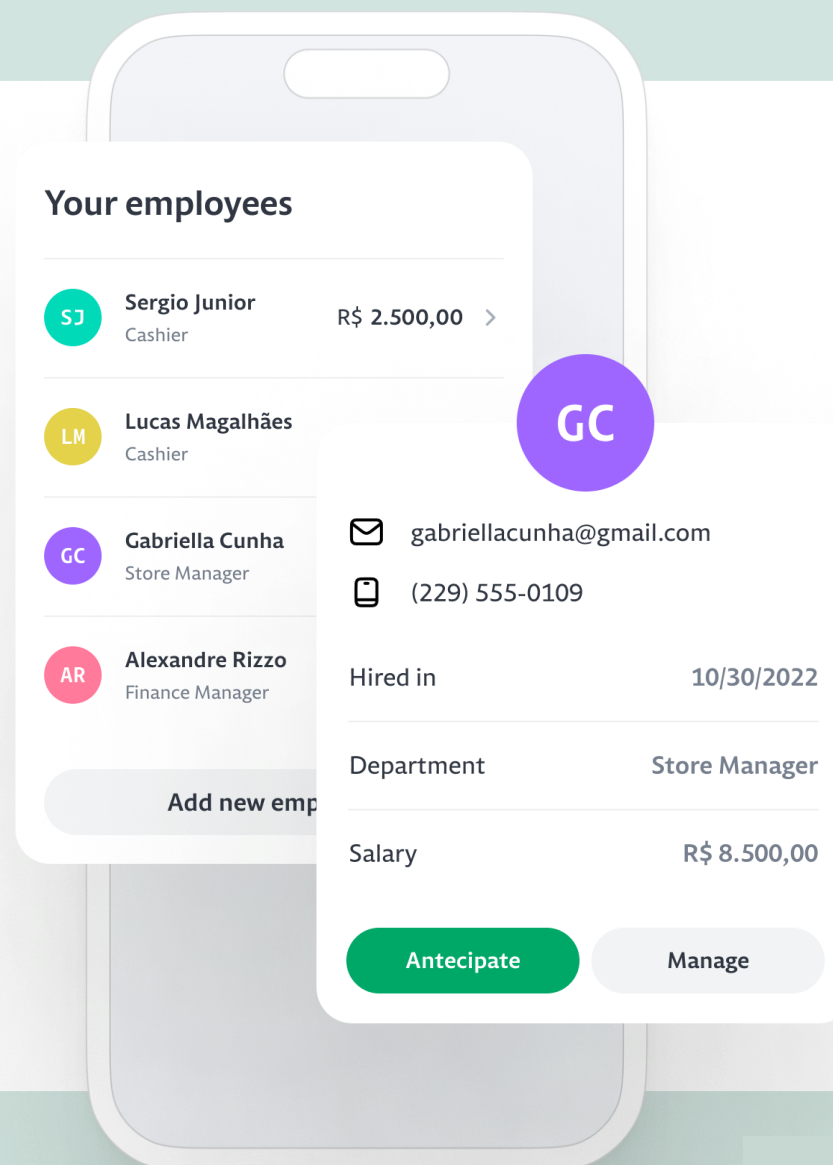 Your employees
SJ
Sergio Junior
Cashier
R$ 2.500,00
LM
Lucas Magalhães
Cashier
GC
Gabriella Cunha
Store Manager
AR
Alexandre Rizzo
Finance Manager
Add new emp
GC
gabriellacunha@gmail.com
(229) 555-0109
Hired in 10/30/2022
Department Store Manager
Salary R$ 8.500,00
Antecipate Manage